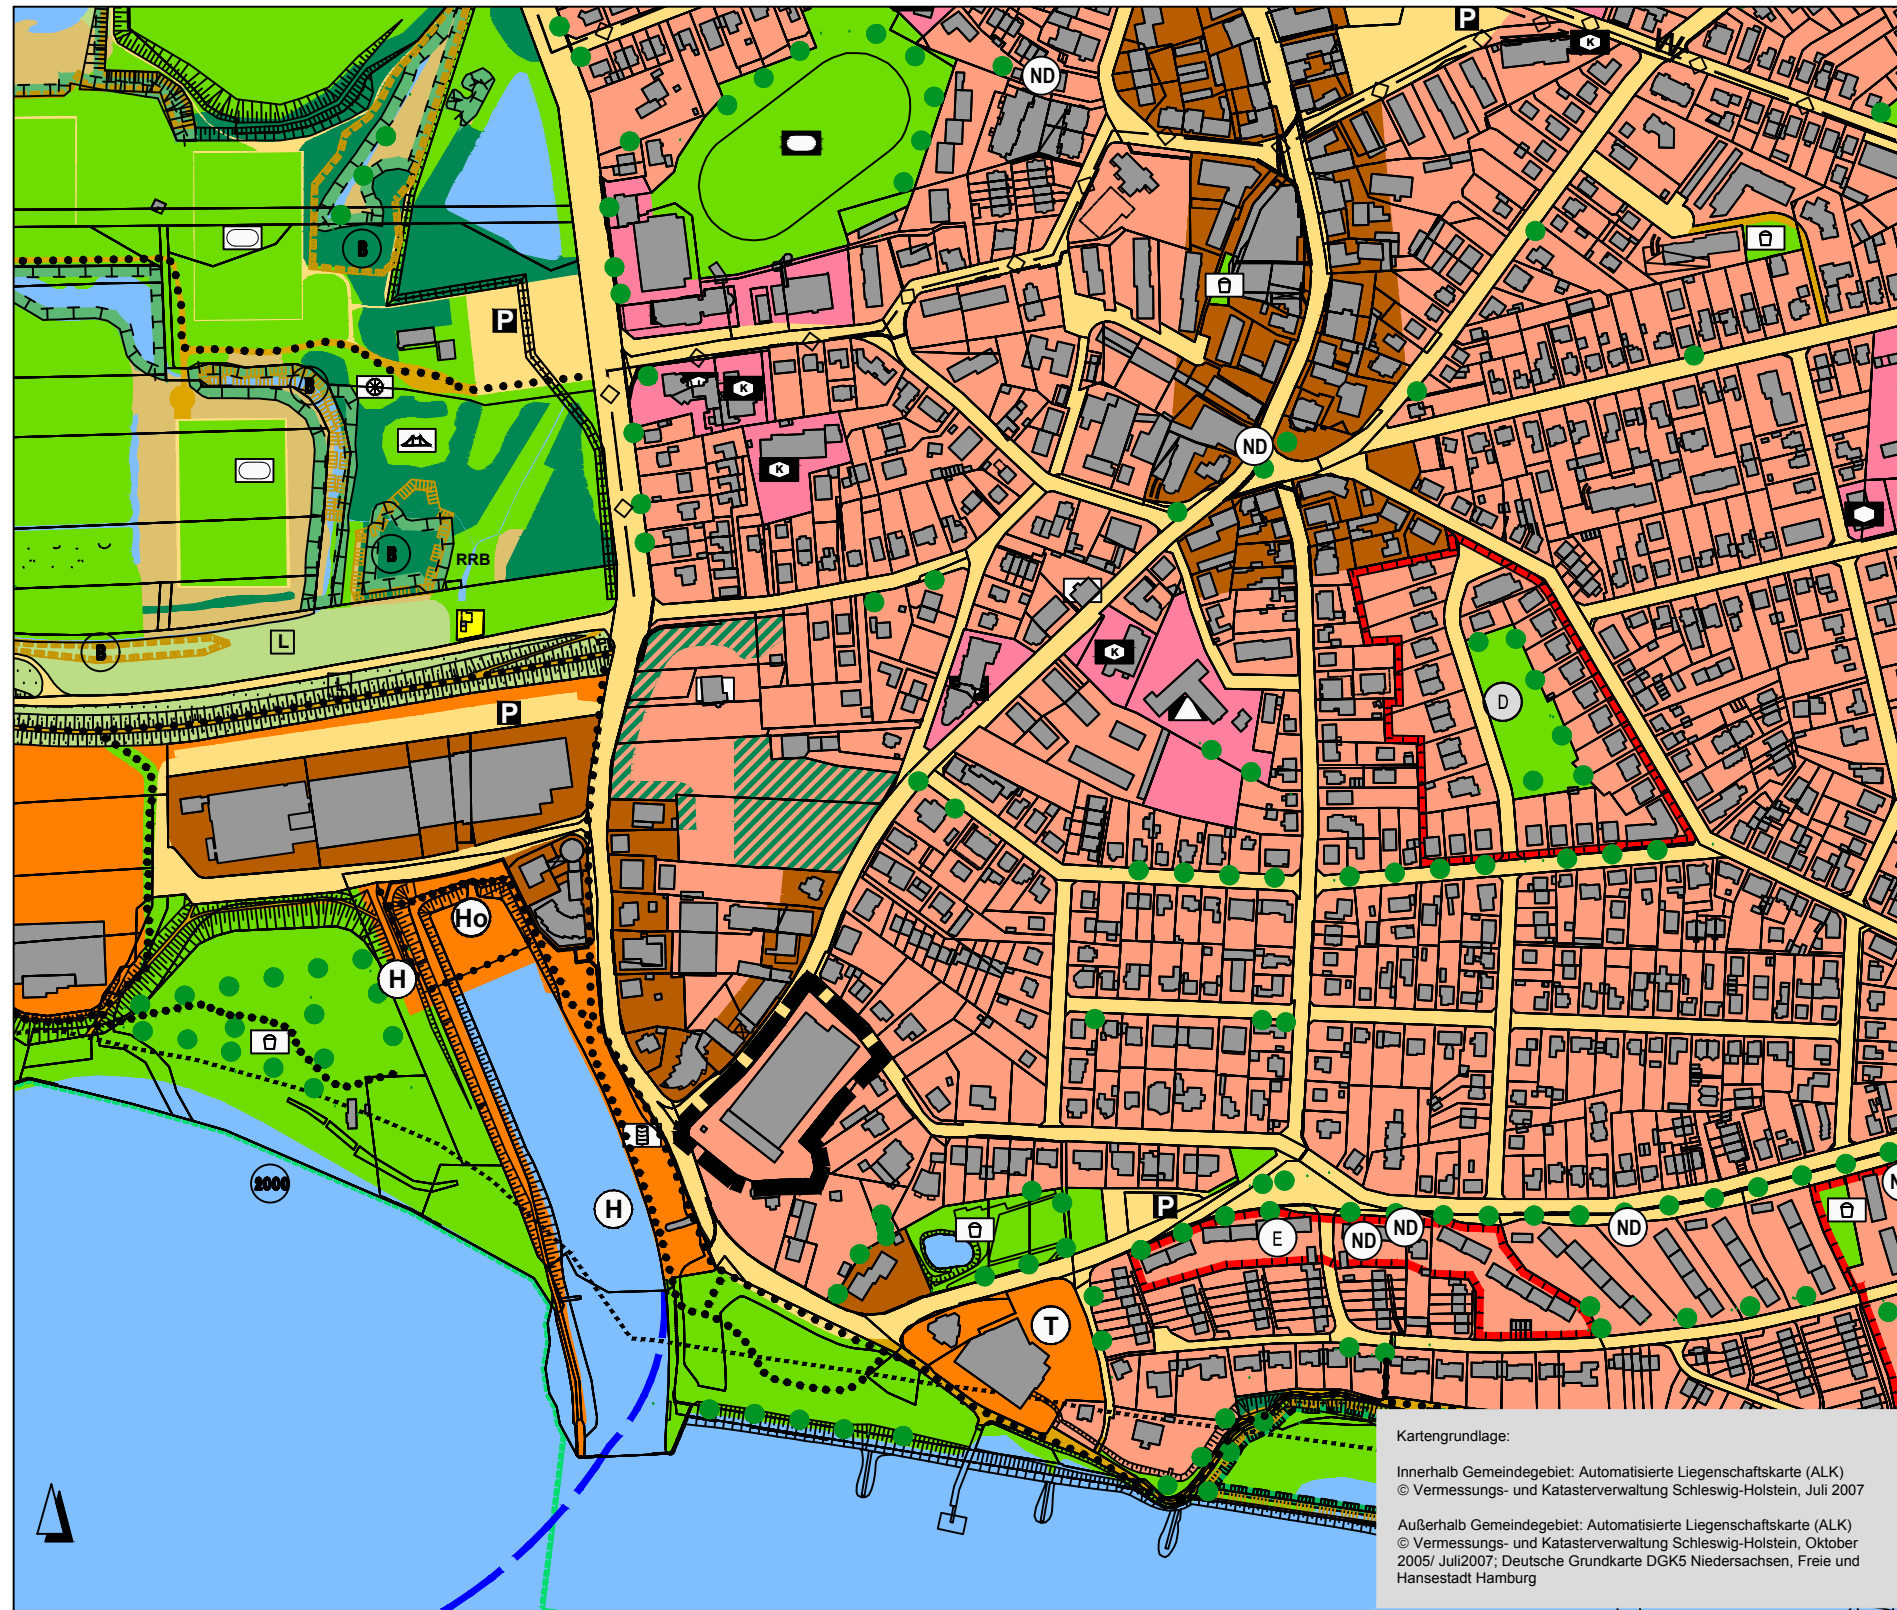 P
K
W
ND
B
P
B
K
K
ND
B
RRB
L
B
L
K
P
D
Ho
H
2000
H
P
E
ND
ND
ND
T
Kartengrundlage:
Innerhalb Gemeindegebiet: Automatisierte Liegenschaftskarte (ALK)
© Vermessungs- und Katasterverwaltung Schleswig-Holstein, Juli 2007
Außerhalb Gemeindegebiet: Automatisierte Liegenschaftskarte (ALK)
© Vermessungs- und Katasterverwaltung Schleswig-Holstein, Oktober
2005/ Juli2007; Deutsche Grundkarte DGK5 Niedersachsen, Freie und
Hansestadt Hamburg